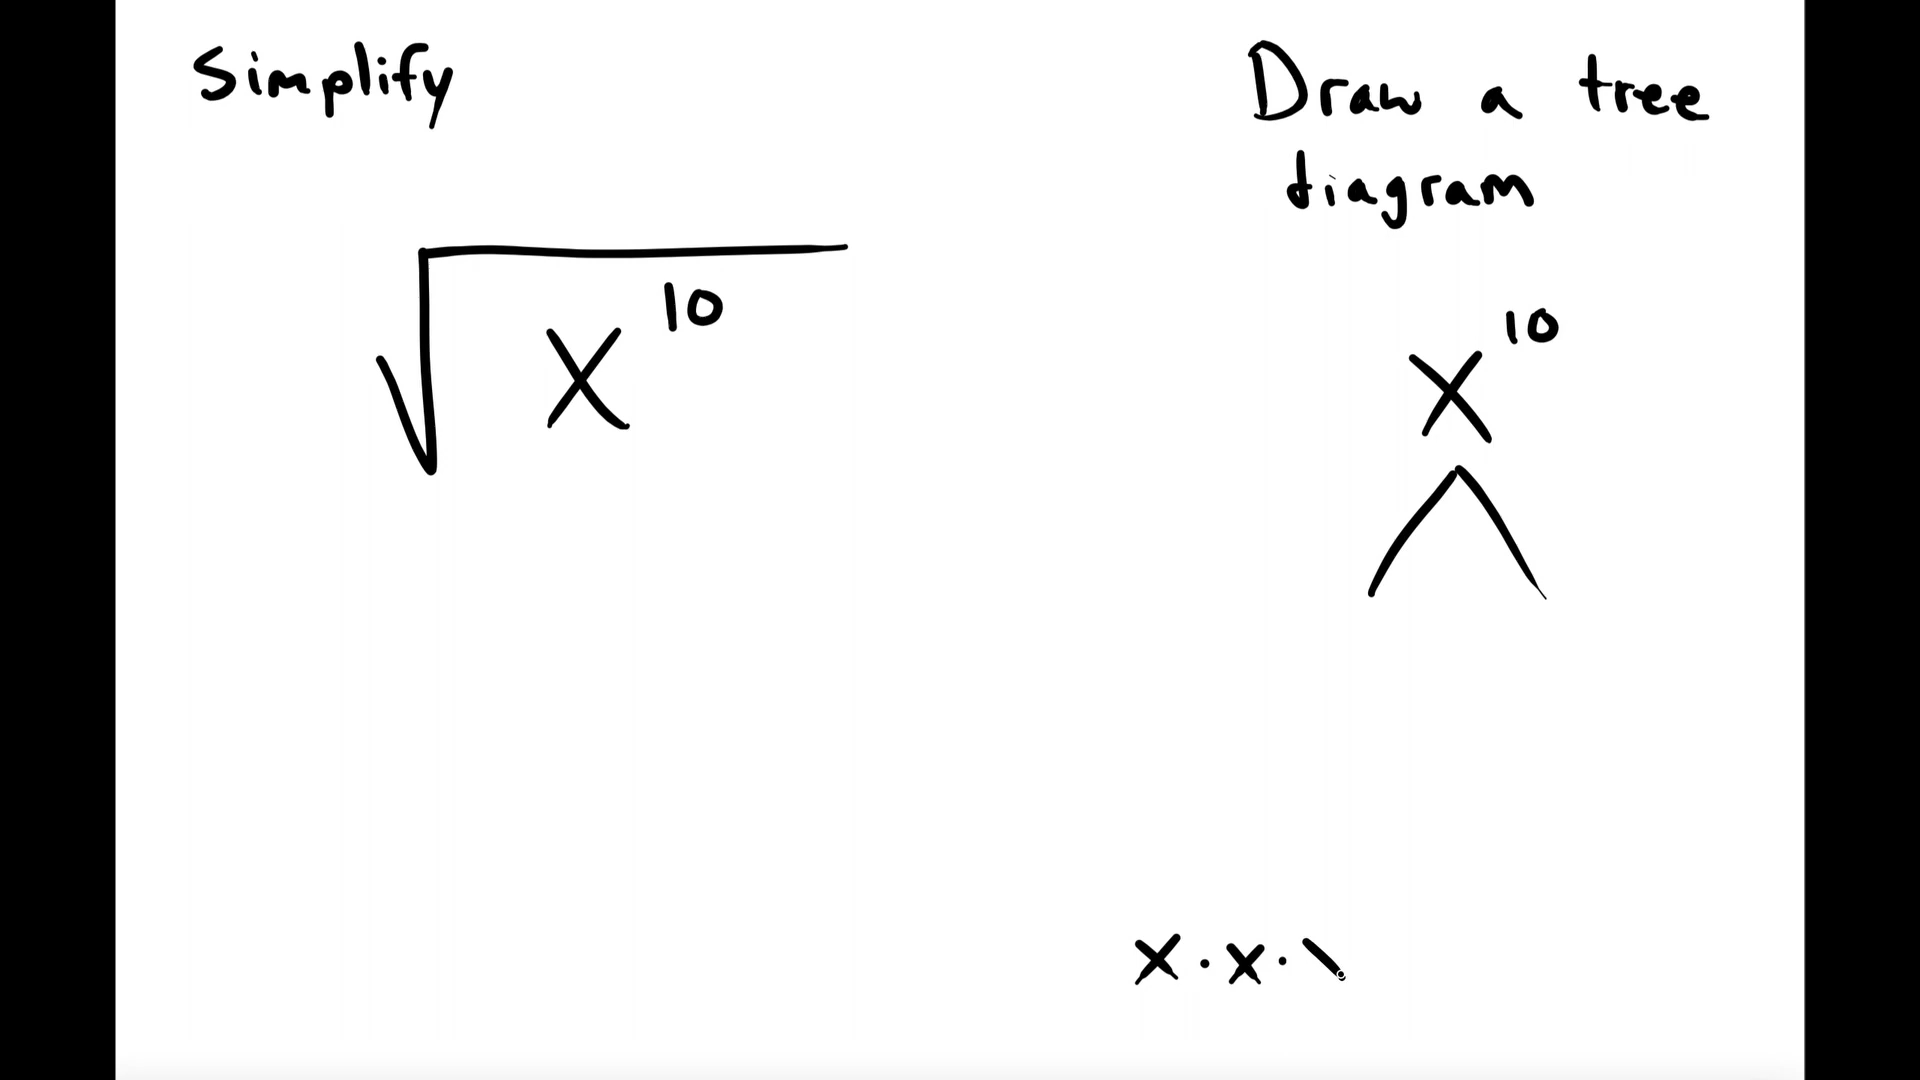 Simplify
√x¹⁰
Draw a tree
diagram
x¹⁰
x · x ·